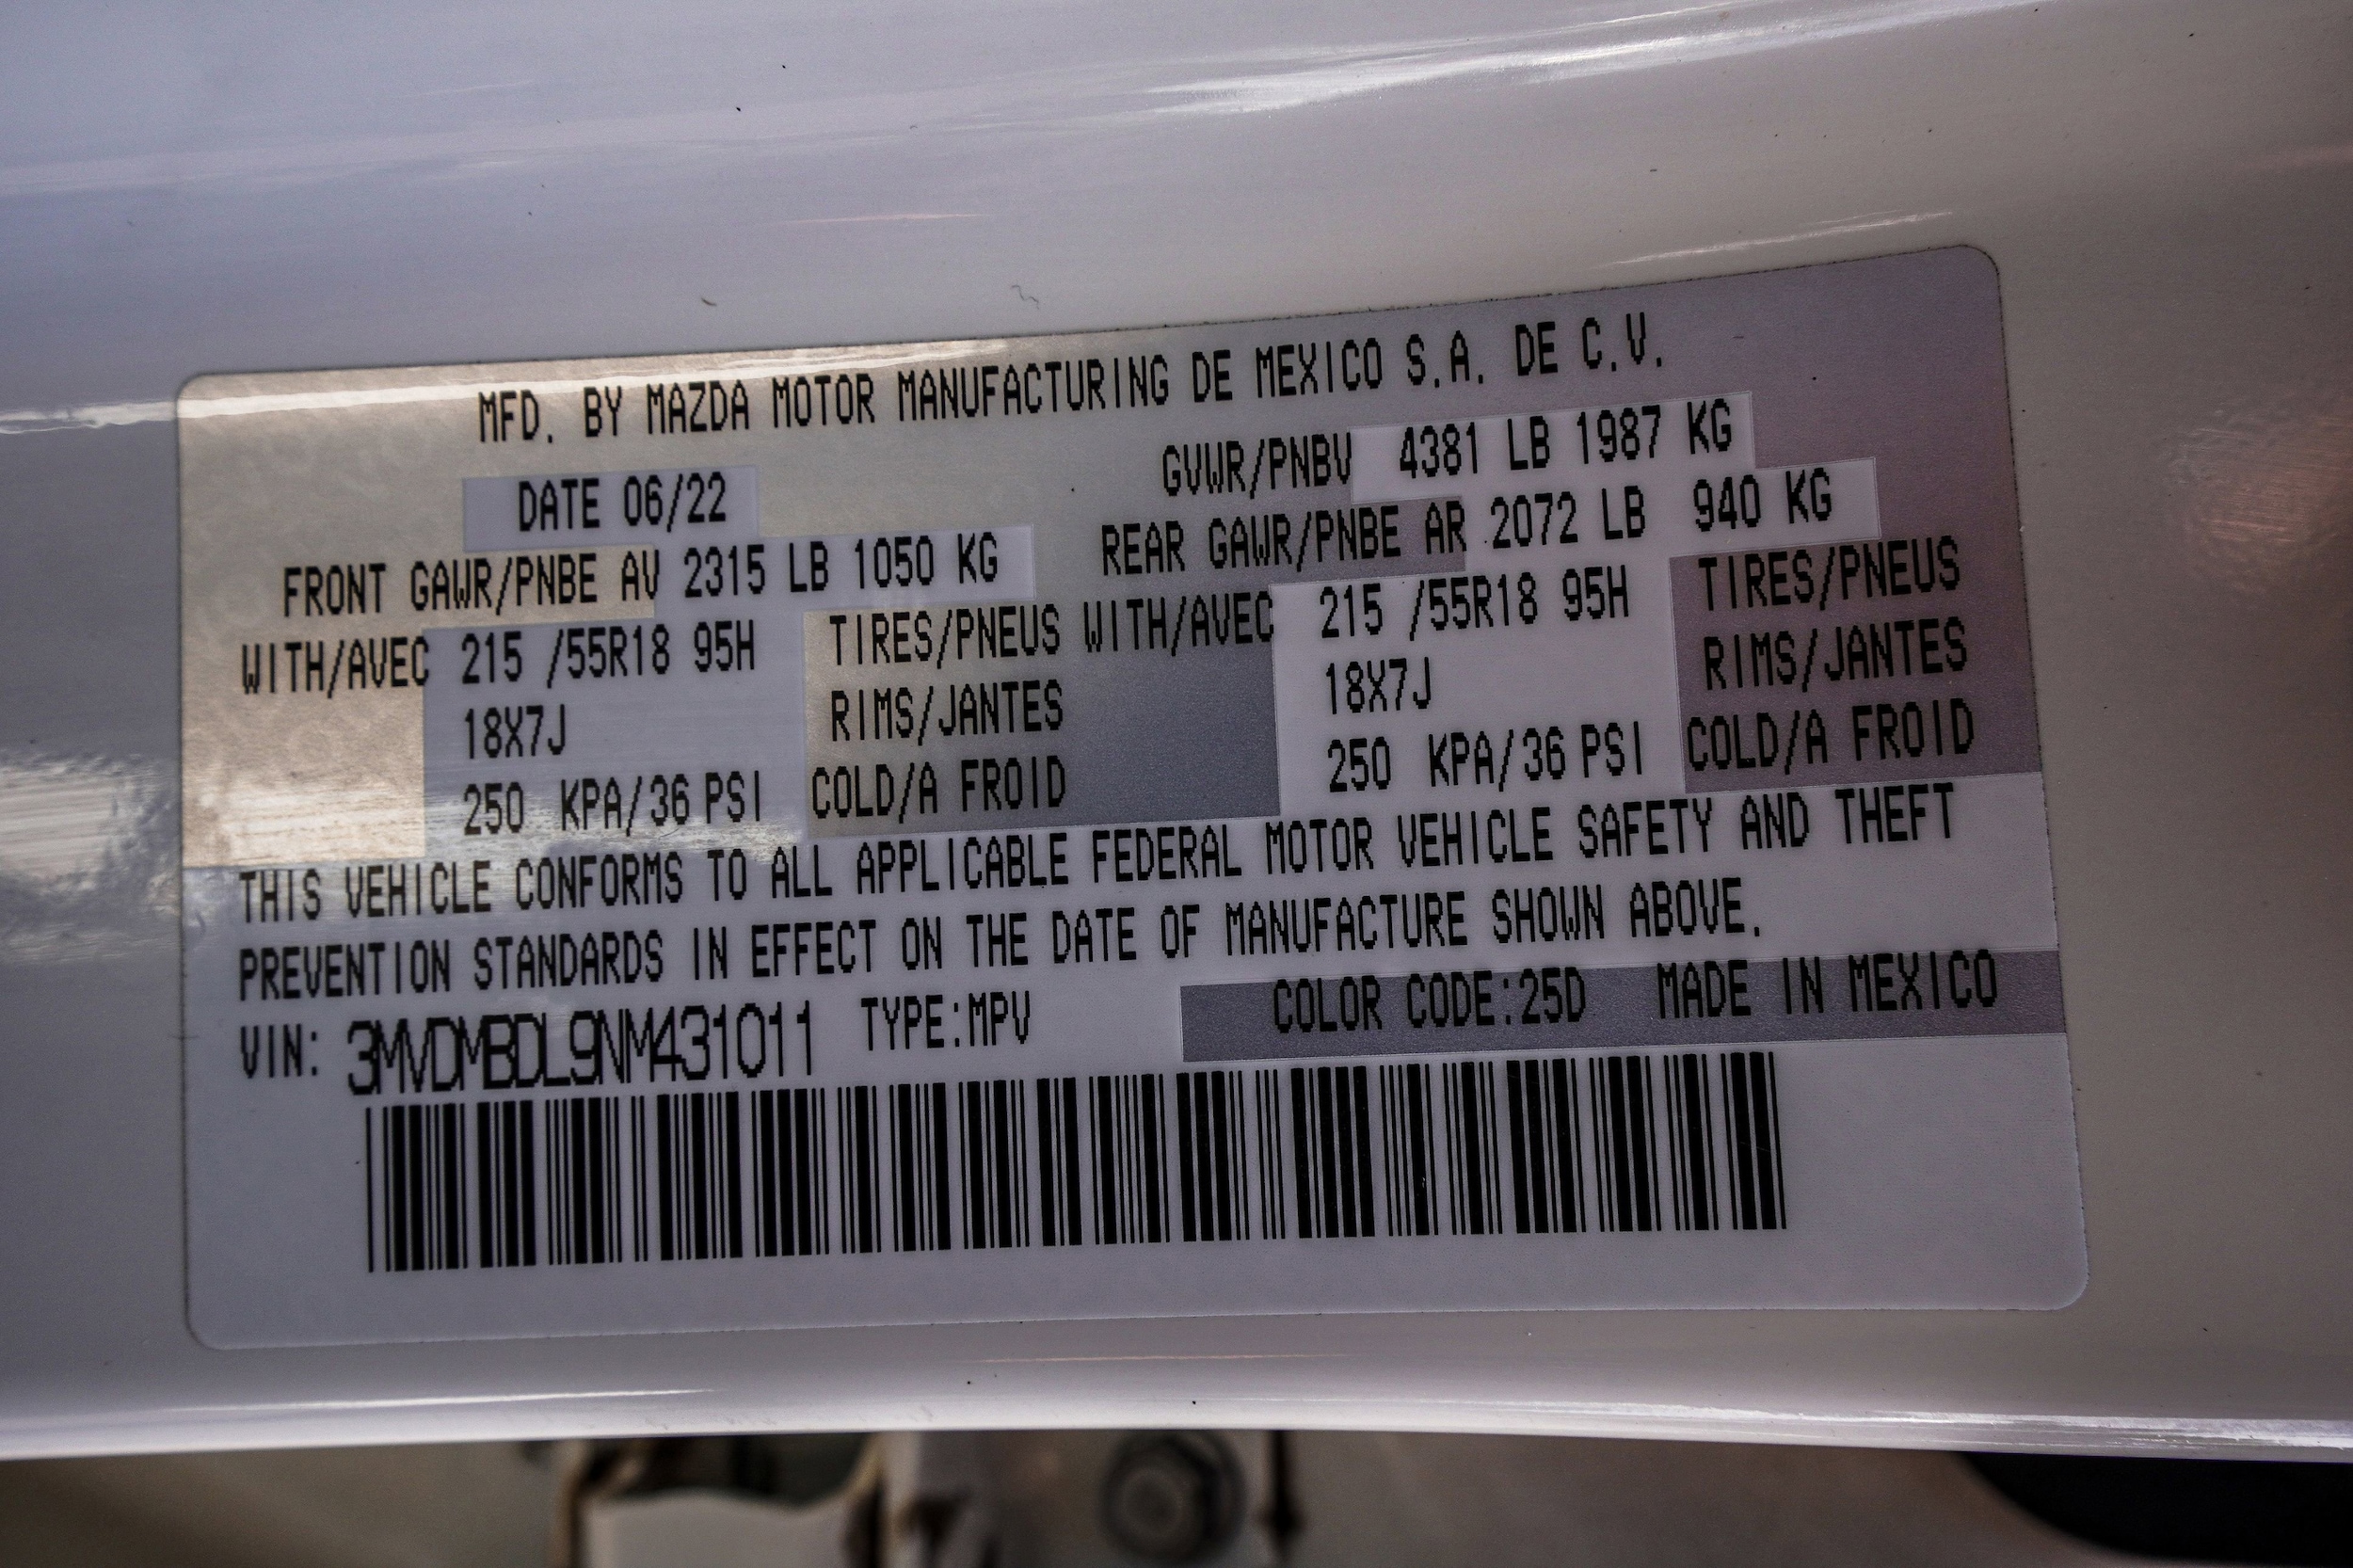 MFD. BY MAZDA MOTOR MANUFACTURING DE MEXICO S.A. DE C.V.
DATE 06/22 GVWR/PNBV 4381 LB 1987 KG
FRONT GAWR/PNBE AV 2315 LB 1050 KG REAR GAWR/PNBE AR 2072 LB 940 KG
WITH/AVEC 215 /55R18 95H TIRES/PNEUS WITH/AVEC 215 /55R18 95H TIRES/PNEUS
18X7J RIMS/JANTES 18X7J RIMS/JANTES
250 KPA/36 PSI COLD/A FROID 250 KPA/36 PSI COLD/A FROID
THIS VEHICLE CONFORMS TO ALL APPLICABLE FEDERAL MOTOR VEHICLE SAFETY AND THEFT
PREVENTION STANDARDS IN EFFECT ON THE DATE OF MANUFACTURE SHOWN ABOVE.
VIN: 3MVDMBDL9NM431011 TYPE:MPV COLOR CODE:25D MADE IN MEXICO